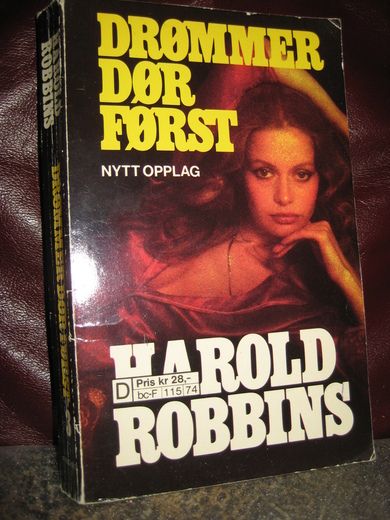 DRØMMER
DØR
FØRST
NYTT OPPLAG
HAROLD
ROBBINS
D
Pris kr 28,-
bc-F 115 74
HAROLD
ROBBINS
DRØMMER DØR FØRST